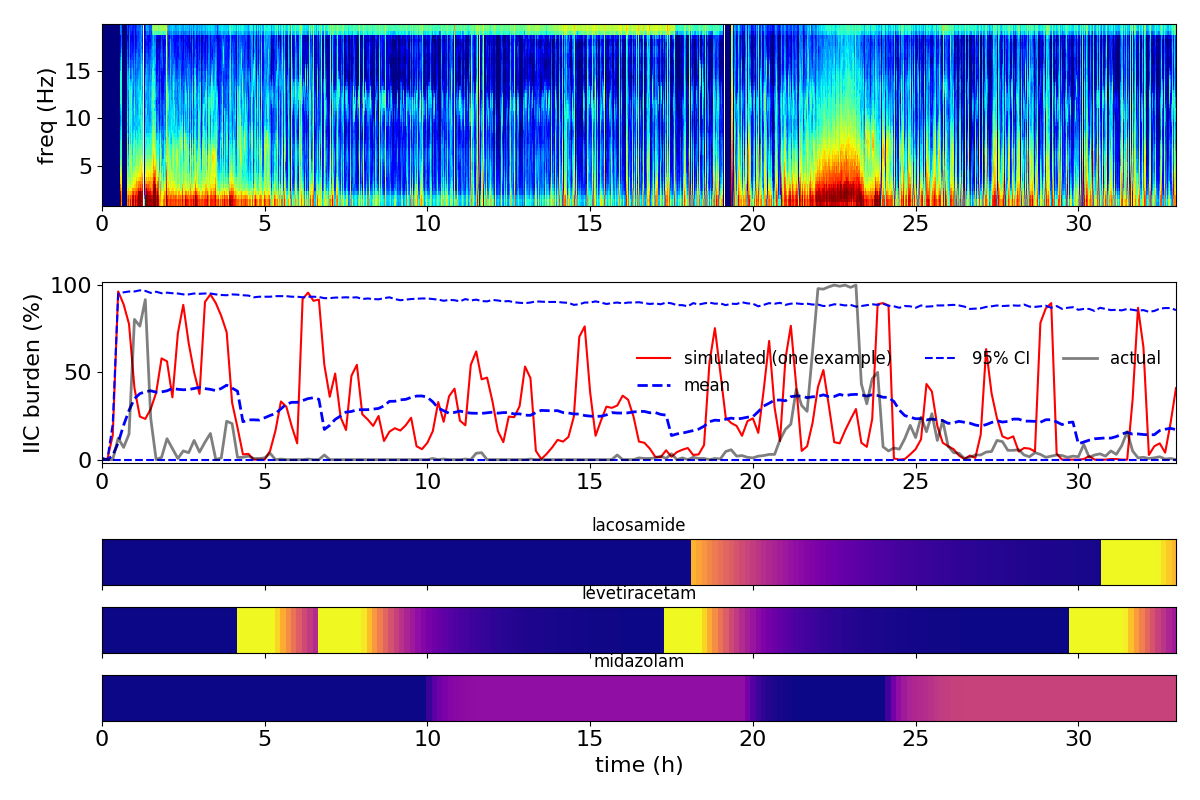 freq (Hz)
15
10
5
0 5 10 15 20 25 30
IIC burden (%)
100
50
0
simulated (one example) 95% CI actual
mean
0 5 10 15 20 25 30
lacosamide
levetiracetam
midazolam
0 5 10 15 20 25 30
time (h)